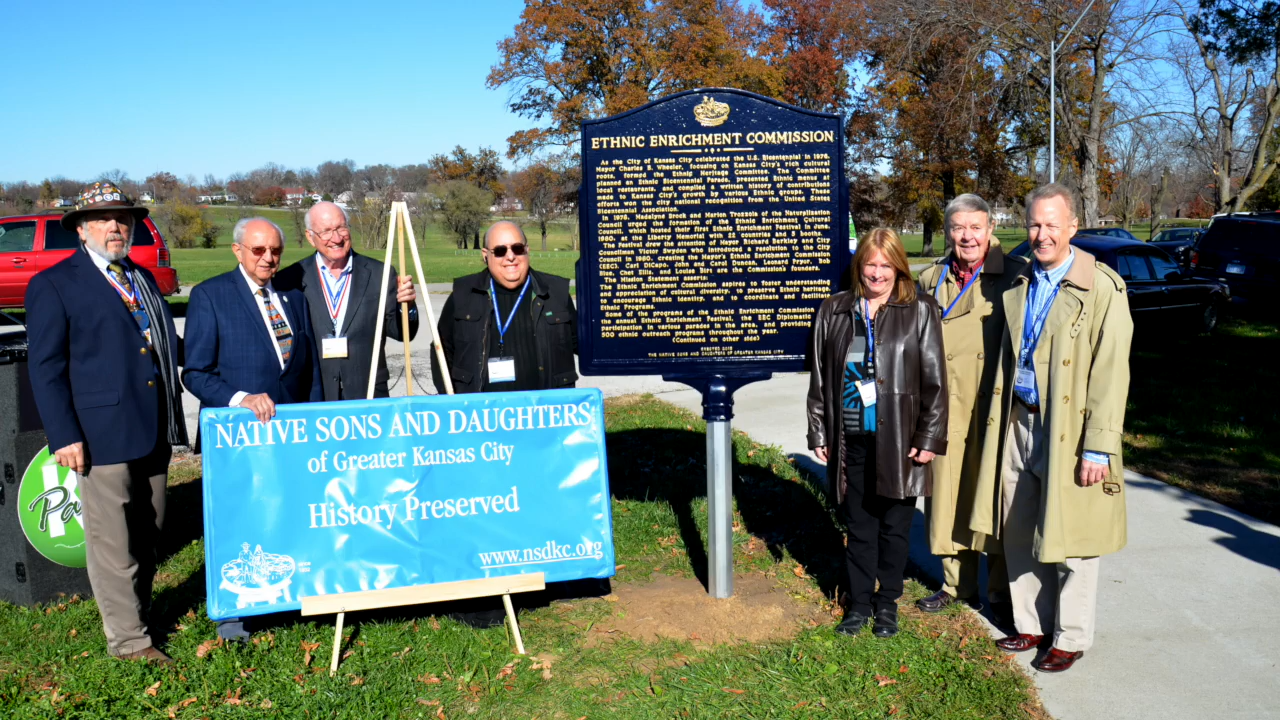 ETHNIC ENRICHMENT COMMISSION
As the City of Kansas City celebrated the U.S. Bicentennial in 1976,
Mayor Charles B. Wheeler, focusing on Kansas City's rich cultural
roots, formed the Ethnic Heritage Committee. The Committee
planned an Ethnic Bicentennial Parade, presented Ethnic menus at
local restaurants, and compiled a written history of contributions
made to Kansas City's growth by various Ethnic groups. These
efforts won the city national recognition from the United States
Bicentennial Association.
In 1976, Madalyne Brock and Marion Trozzolo of the Naturalization
Council urged the formation of the Ethnic Enrichment Cultural
Council, which hosted their first Ethnic Enrichment Festival in June,
1980, at the Liberty Memorial with 25 countries and 8 booths.
The Festival drew the attention of Mayor Richard Berkley and City
Councilman Victor Swyden who introduced a resolution to the City
Council in 1980, creating the Mayor's Ethnic Enrichment Commission
(EEC). Carl DiCapo, John and Carol Duncan, Leonard Pryor, Bob
Diaz, Chet Ellis, and Louise Birt are the Commission's founders.
The Mission Statement asserts:
The Ethnic Enrichment Commission aspires to foster understanding
and appreciation of cultural diversity, to preserve Ethnic heritage,
to encourage Ethnic Identity, and to coordinate and facilitate
Ethnic Programs.
Some of the programs of the Ethnic Enrichment Commission
the annual Ethnic Enrichment Festival, the EEC Diplomatic
participation in various parades in the area, and providing
500 ethnic outreach programs throughout the year.
(Continued on other side)
THE NATIVE SONS AND DAUGHTERS OF GREATER KANSAS CITY
NATIVE SONS AND DAUGHTERS
of Greater Kansas City
History Preserved
www.nsdkc.org
K
Pa